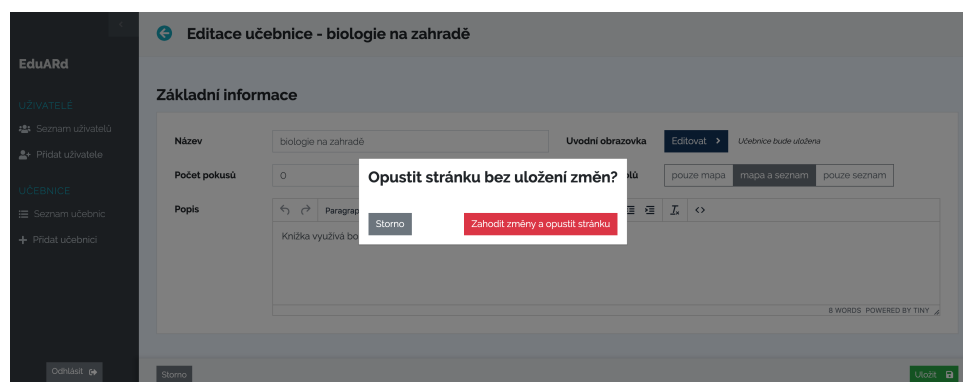 Editace učebnice - biologie na zahradě
EduARd
UŽIVATELÉ
Seznam uživatelů
Přidat uživatele
UČEBNICE
Seznam učebnic
Přidat učebnici
Odhlásit
Základní informace
Název
biologie na zahradě
Uvodní obrazovka
Editovat
Učebnice bude uložena
Počet pokusů
0
olů
pouze mapa
mapa a seznam
pouze seznam
Popis
Paragrap
Knížka využívá bo
8 WORDS POWERED BY TINY
Opustit stránku bez uložení změn?
Storno
Zahodit změny a opustit stránku
Storno
Uložit